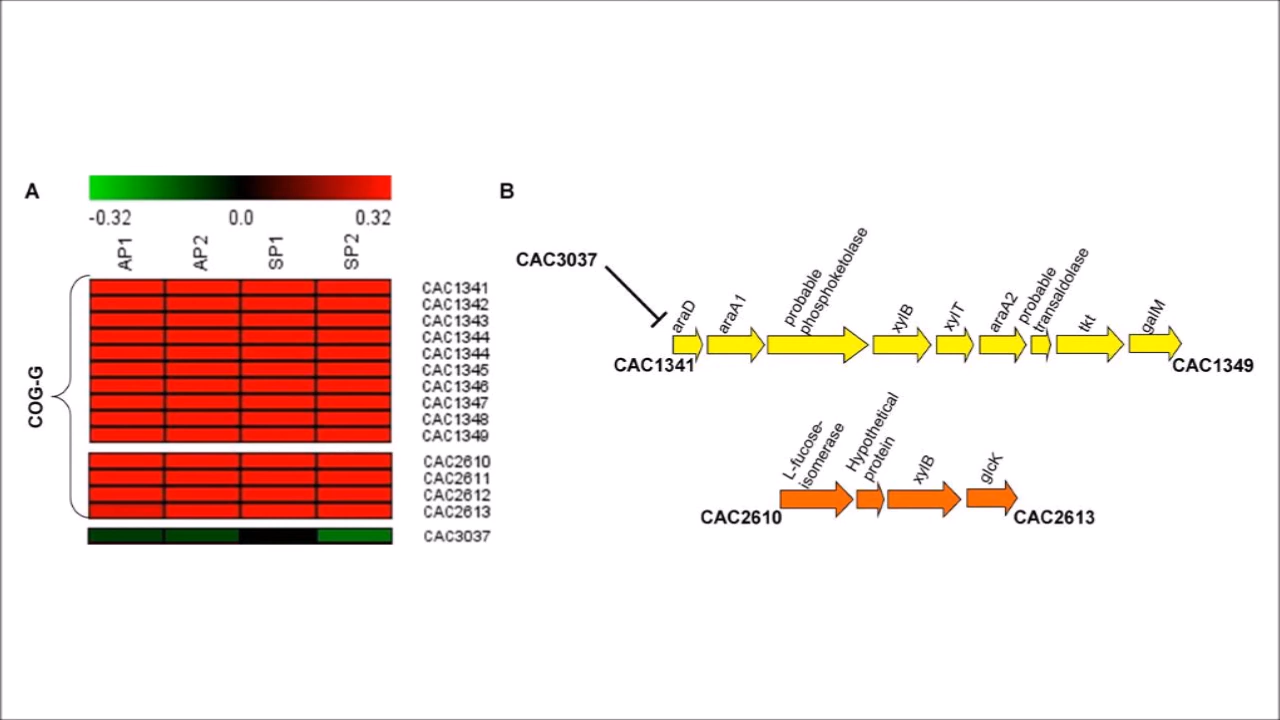 A
-0.32 0.0 0.32
AP1 AP2 SP1 SP2
COG-G
CAC1341
CAC1342
CAC1343
CAC1344
CAC1344
CAC1345
CAC1346
CAC1347
CAC1348
CAC1349
CAC2610
CAC2611
CAC2612
CAC2613
CAC3037
B
CAC3037
araD
araA1
probable
phosphoketolase
xylB
xylT
araA2
probable
transaldolase
tkt
galM
CAC1341
CAC1349
L-fucose-
isomerase
Hypothetical
protein
xylB
glcK
CAC2610
CAC2613